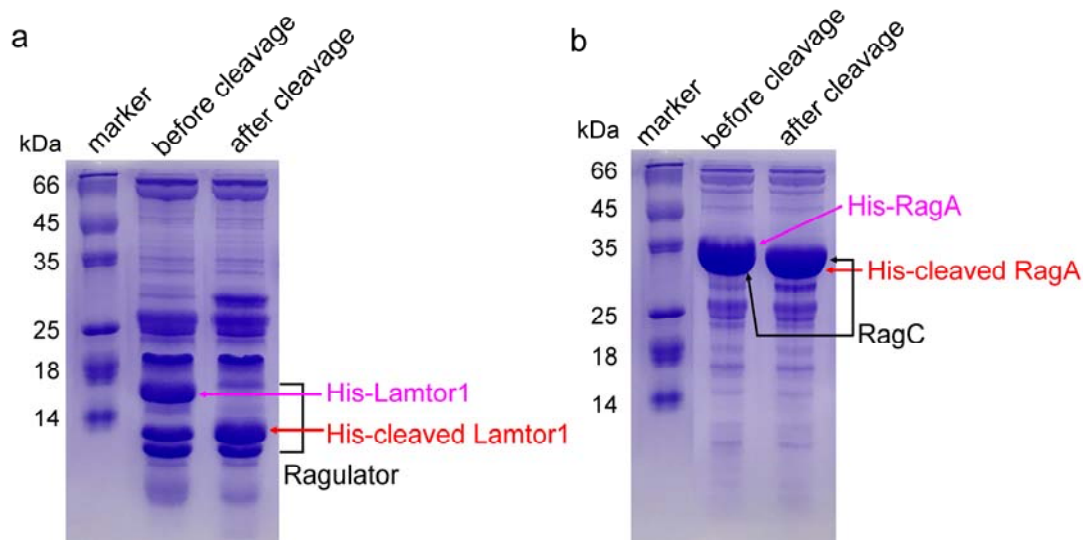 a
kDa
marker
before cleavage
after cleavage
66
45
35
25
18
14
His-Lamtor1
His-cleaved Lamtor1
Ragulator
b
kDa
marker
before cleavage
after cleavage
66
45
35
25
18
14
His-RagA
His-cleaved RagA
RagC